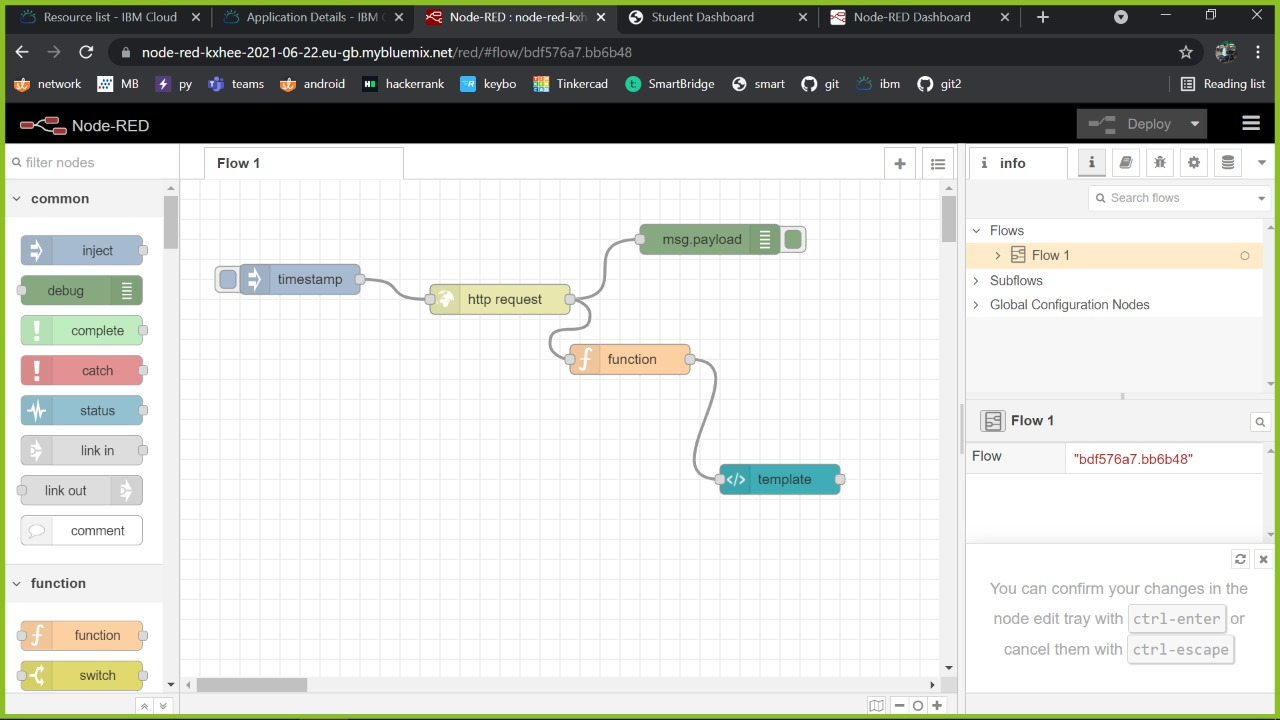 Resource list - IBM Cloud
Application Details - IBM C
Node-RED : node-red-kxh
Student Dashboard
Node-RED Dashboard
node-red-kxhee-2021-06-22.eu-gb.mybluemix.net/red/#flow/bdf576a7.bb6b48
network MB py teams android hackerrank keybo Tinkercad SmartBridge smart git ibm git2 Reading list
Node-RED
Deploy
filter nodes
Flow 1
info
Search flows
common
inject
debug
complete
catch
status
link in
link out
comment
function
function
switch
timestamp
http request
msg.payload
function
template
Flows
Flow 1
Subflows
Global Configuration Nodes
Flow 1
Flow "bdf576a7.bb6b48"
You can confirm your changes in the
node edit tray with ctrl-enter or
cancel them with ctrl-escape